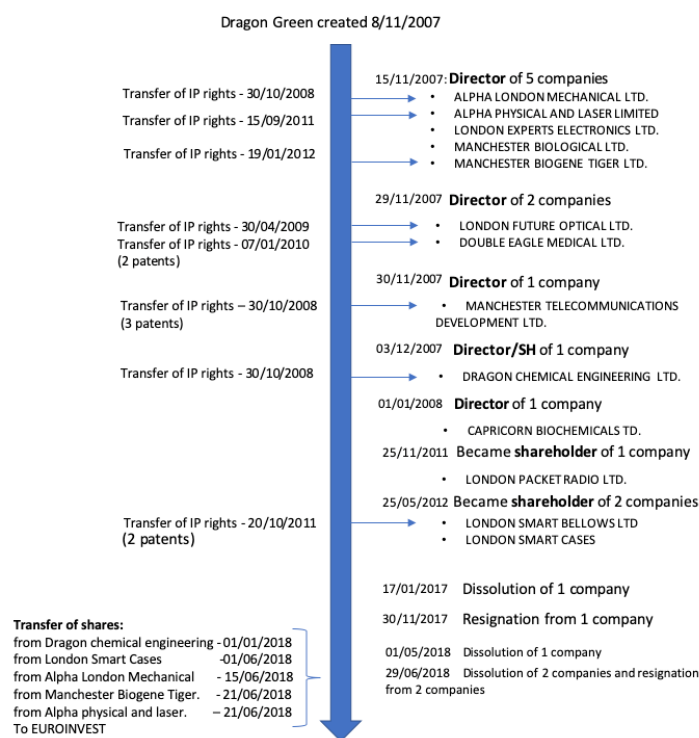 Dragon Green created 8/11/2007
15/11/2007: Director of 5 companies
Transfer of IP rights - 30/10/2008
• ALPHA LONDON MECHANICAL LTD.
Transfer of IP rights - 15/09/2011
• ALPHA PHYSICAL AND LASER LIMITED
• LONDON EXPERTS ELECTRONICS LTD.
• MANCHESTER BIOLOGICAL LTD.
Transfer of IP rights - 19/01/2012
• MANCHESTER BIOGENE TIGER LTD.
29/11/2007 Director of 2 companies
Transfer of IP rights - 30/04/2009
• LONDON FUTURE OPTICAL LTD.
Transfer of IP rights - 07/01/2010
(2 patents)
• DOUBLE EAGLE MEDICAL LTD.
30/11/2007 Director of 1 company
Transfer of IP rights – 30/10/2008
(3 patents)
• MANCHESTER TELECOMMUNICATIONS
DEVELOPMENT LTD.
03/12/2007 Director/SH of 1 company
Transfer of IP rights - 30/10/2008
• DRAGON CHEMICAL ENGINEERING LTD.
01/01/2008 Director of 1 company
• CAPRICORN BIOCHEMICALS TD.
25/11/2011 Became shareholder of 1 company
• LONDON PACKET RADIO LTD.
25/05/2012 Became shareholder of 2 companies
Transfer of IP rights - 20/10/2011
(2 patents)
• LONDON SMART BELLOWS LTD
• LONDON SMART CASES
17/01/2017 Dissolution of 1 company
30/11/2017 Resignation from 1 company
01/05/2018 Dissolution of 1 company
29/06/2018 Dissolution of 2 companies and resignation
from 2 companies
Transfer of shares:
from Dragon chemical engineering - 01/01/2018
from London Smart Cases -01/06/2018
from Alpha London Mechanical - 15/06/2018
from Manchester Biogene Tiger. - 21/06/2018
from Alpha physical and laser. – 21/06/2018
To EUROINVEST